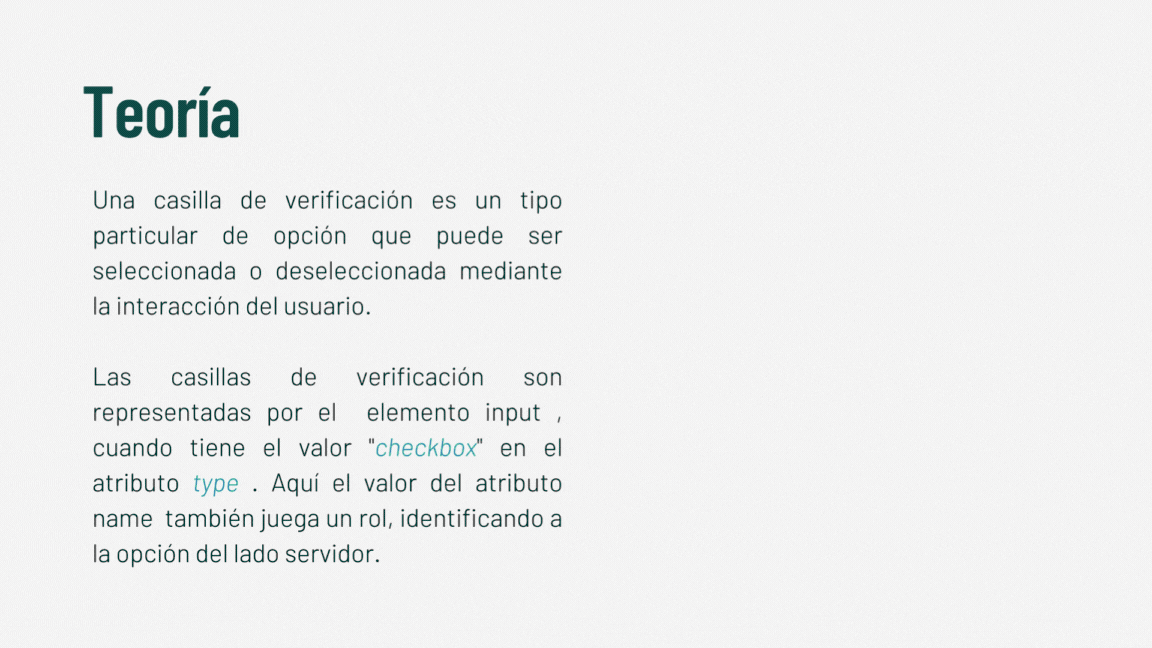 Teoría
Una casilla de verificación es un tipo
particular de opción que puede ser
seleccionada o deseleccionada mediante
la interacción del usuario.
Las casillas de verificación son
representadas por el elemento input ,
cuando tiene el valor "checkbox" en el
atributo type . Aquí el valor del atributo
name también juega un rol, identificando a
la opción del lado servidor.